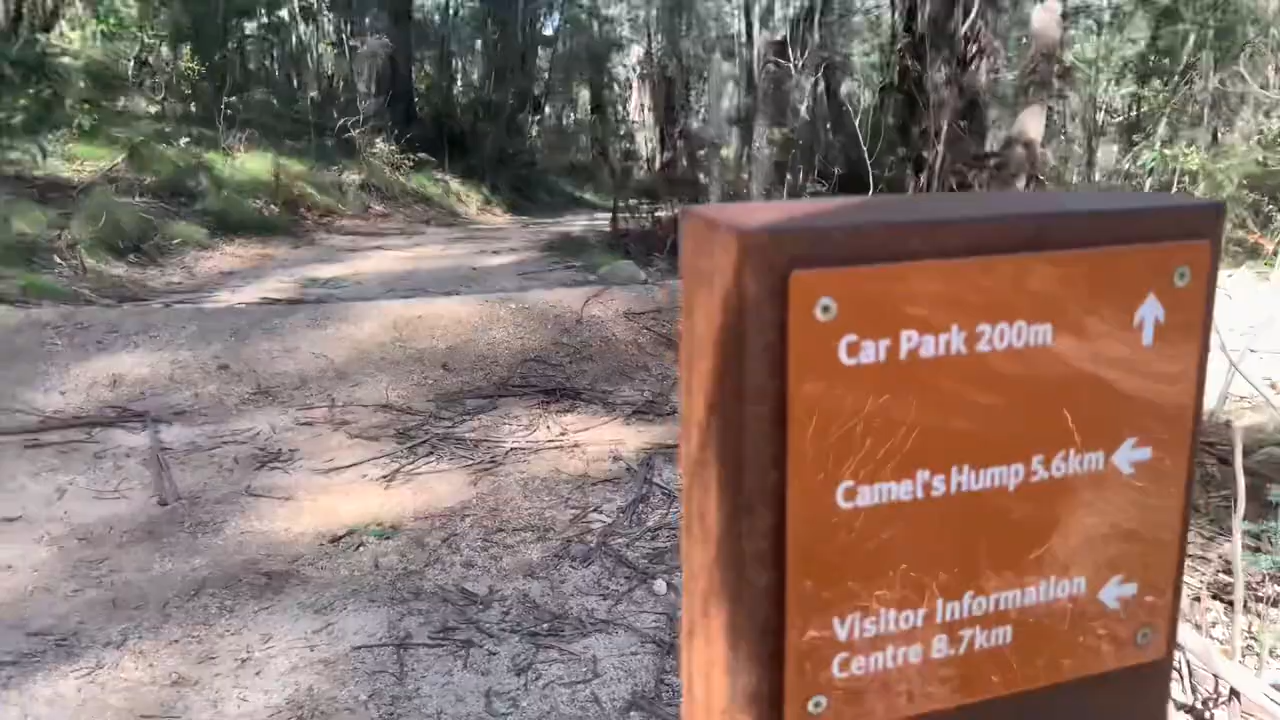 Car Park 200m
Camel's Hump 5.6km
Visitor Information
Centre 8.7km